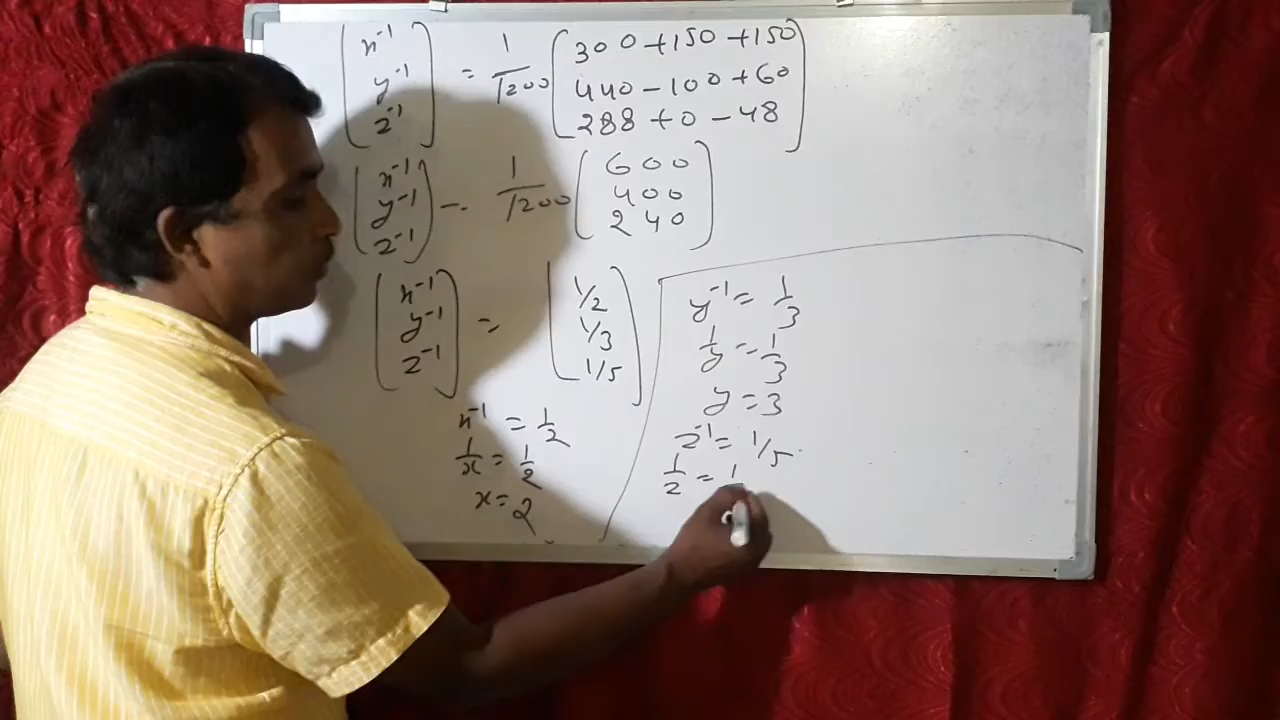 x⁻¹
y⁻¹ = 1/1200
z⁻¹
300+150+150
440-100+60
288+0-48
x⁻¹
y⁻¹ - 1/1200
z⁻¹
600
400
240
x⁻¹
y⁻¹ =
z⁻¹
1/2
1/3
1/5
x⁻¹ = 1/2
1/x = 1/2
x = 2
y⁻¹ = 1/3
1/y = 1/3
y = 3
z⁻¹ = 1/5
1/z = 1